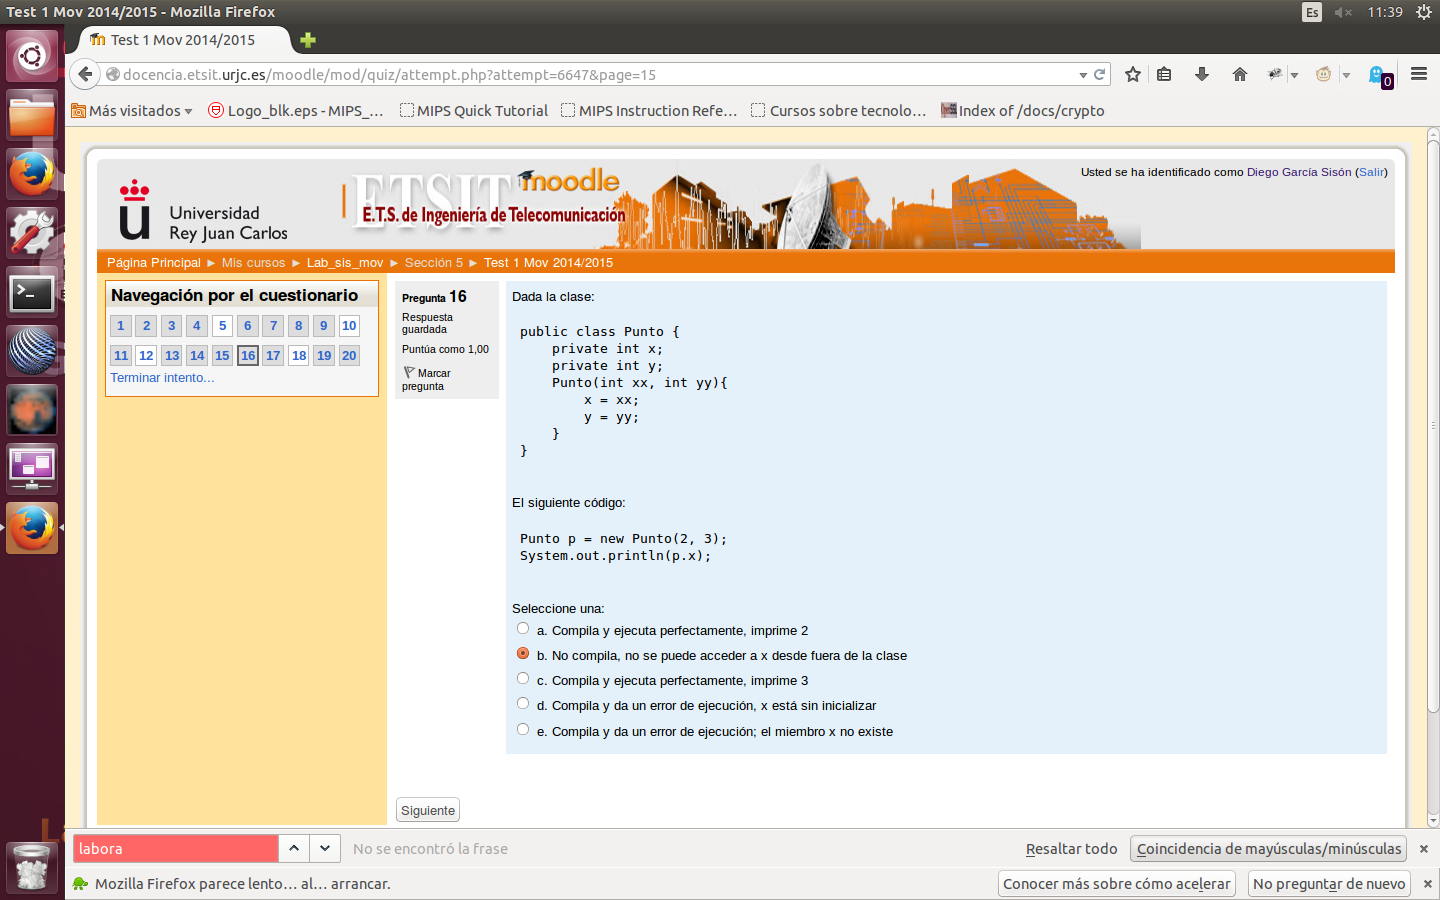 Test 1 Mov 2014/2015 - Mozilla Firefox
Es
11:39
Test 1 Mov 2014/2015
docencia.etsit.urjc.es/moodle/mod/quiz/attempt.php?attempt=6647&page=15
0
Más visitados
Logo_blk.eps - MIPS_...
MIPS Quick Tutorial
MIPS Instruction Refe...
Cursos sobre tecnolo...
Index of /docs/crypto
Universidad
Rey Juan Carlos
ETSIT moodle
E.T.S. de Ingeniería de Telecomunicación
Usted se ha identificado como Diego García Sisón (Salir)
Página Principal ► Mis cursos ► Lab_sis_mov ► Sección 5 ► Test 1 Mov 2014/2015
Navegación por el cuestionario
1 2 3 4 5 6 7 8 9 10
11 12 13 14 15 16 17 18 19 20
Terminar intento...
Pregunta 16
Respuesta
guardada
Puntúa como 1,00
Marcar
pregunta
Dada la clase:
public class Punto {
private int x;
private int y;
Punto(int xx, int yy){
x = xx;
y = yy;
}
}
El siguiente código:
Punto p = new Punto(2, 3);
System.out.println(p.x);
Seleccione una:
a. Compila y ejecuta perfectamente, imprime 2
b. No compila, no se puede acceder a x desde fuera de la clase
c. Compila y ejecuta perfectamente, imprime 3
d. Compila y da un error de ejecución, x está sin inicializar
e. Compila y da un error de ejecución; el miembro x no existe
Siguiente
labora
No se encontró la frase
Resaltar todo
Coincidencia de mayúsculas/minúsculas
Mozilla Firefox parece lento... al... arrancar.
Conocer más sobre cómo acelerar
No preguntar de nuevo